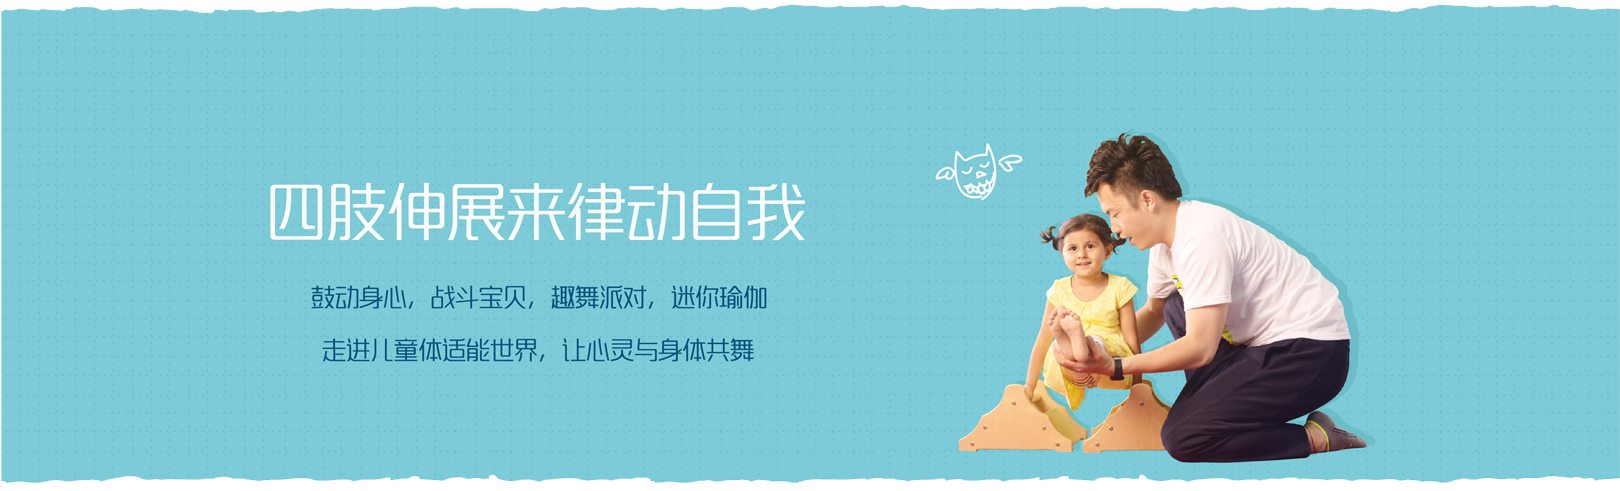 四肢伸展来律动自我
鼓动身心，战斗宝贝，趣舞派对，迷你瑜伽
走进儿童体适能世界，让心灵与身体共舞